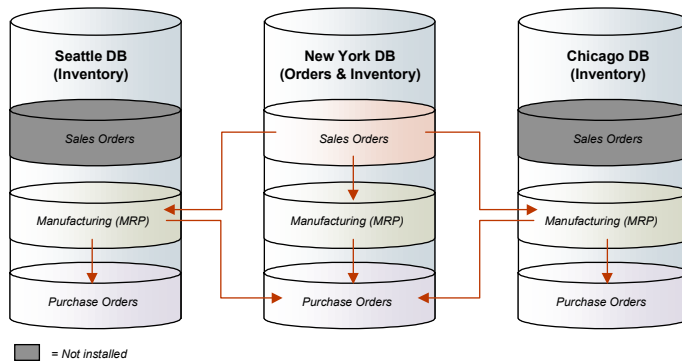 Seattle DB
(Inventory)
New York DB
(Orders & Inventory)
Chicago DB
(Inventory)
Sales Orders
Sales Orders
Sales Orders
Manufacturing (MRP)
Manufacturing (MRP)
Manufacturing (MRP)
Purchase Orders
Purchase Orders
Purchase Orders
= Not installed